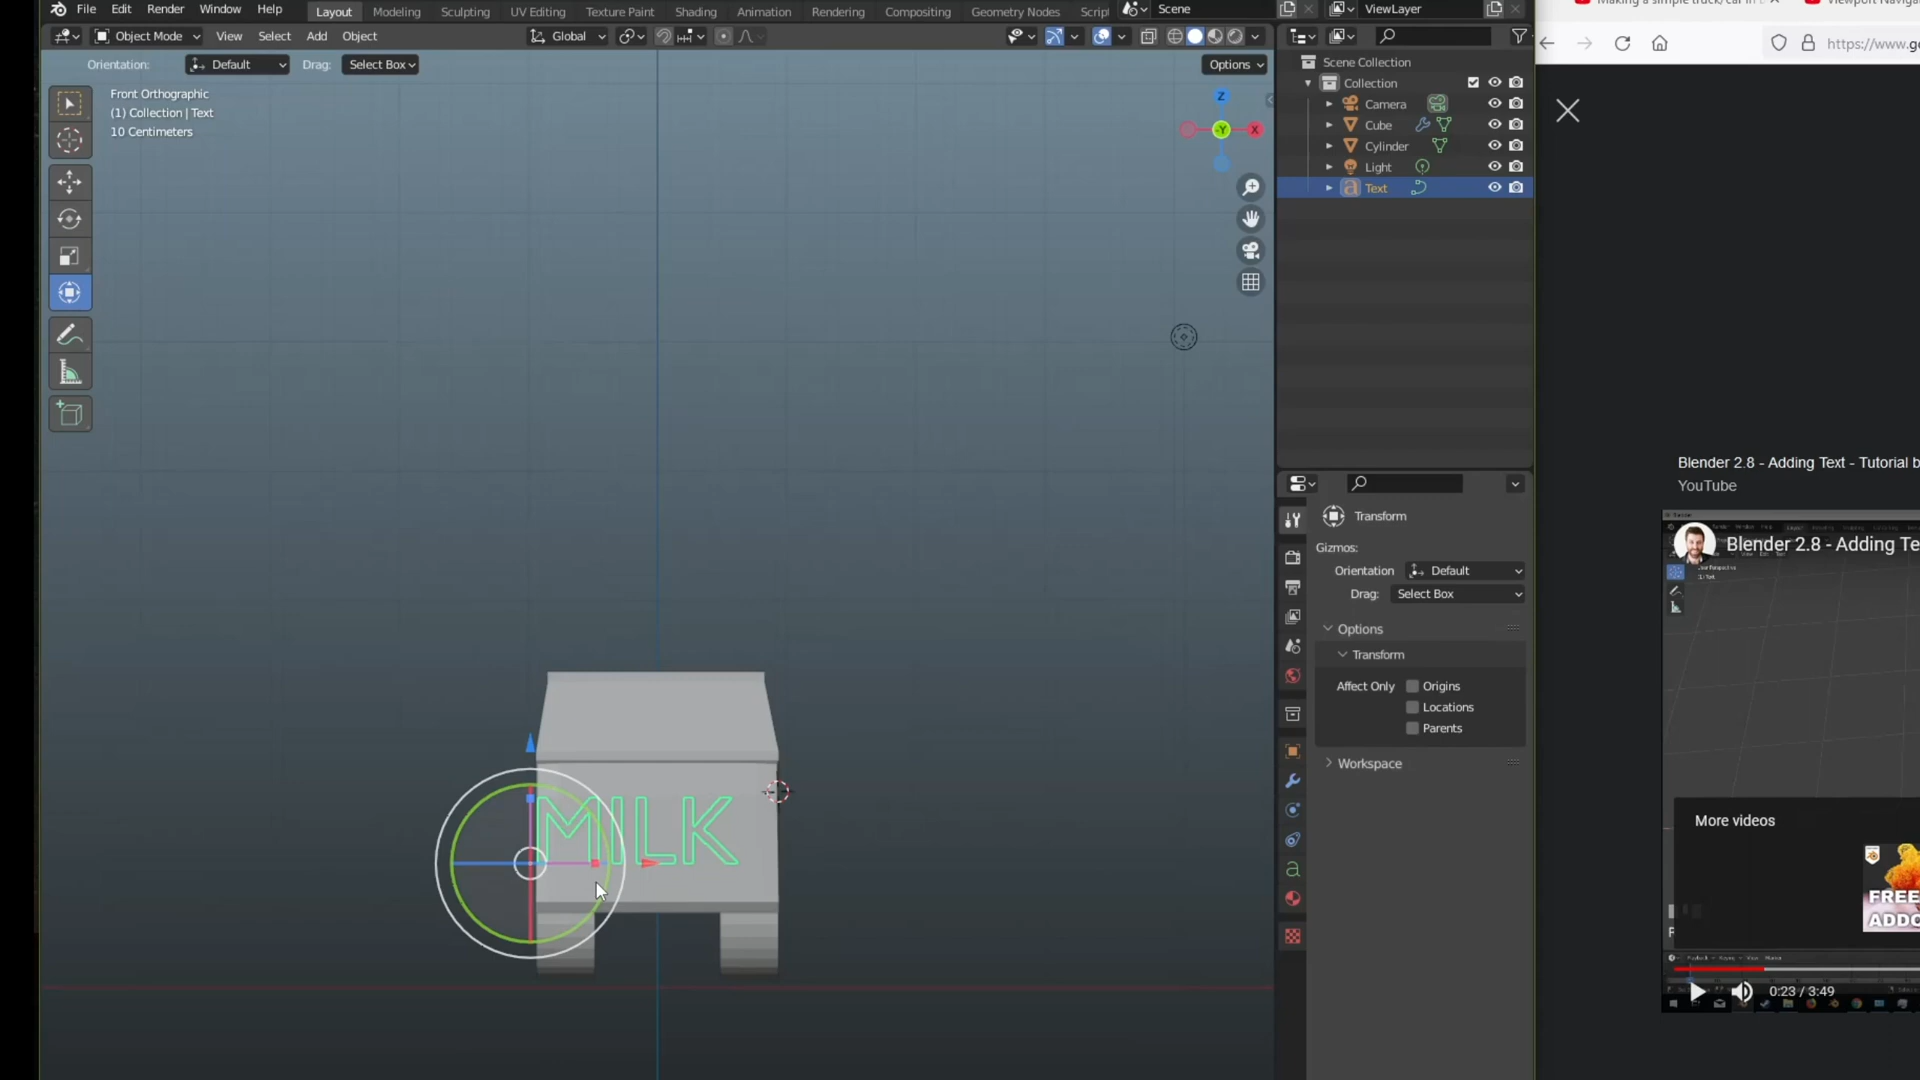 File Edit Render Window Help Layout Modeling Sculpting UV Editing Texture Paint Shading Animation Rendering Compositing Geometry Nodes Scene ViewLayer
Object Mode View Select Add Object Global
Orientation: Default Drag: Select Box Options
Front Orthographic
(1) Collection | Text
10 Centimeters
Z
-Y
X
MILK
Scene Collection
Collection
Camera
Cube
Cylinder
Light
a Text
Transform
Gizmos:
Orientation Default
Drag: Select Box
Options
Transform
Affect Only Origins
Locations
Parents
Workspace
https://www.
Blender 2.8 - Adding Text - Tutorial
YouTube
Blender 2.8 - Adding Te
More videos
FREE
ADDO
0:23 / 3:49